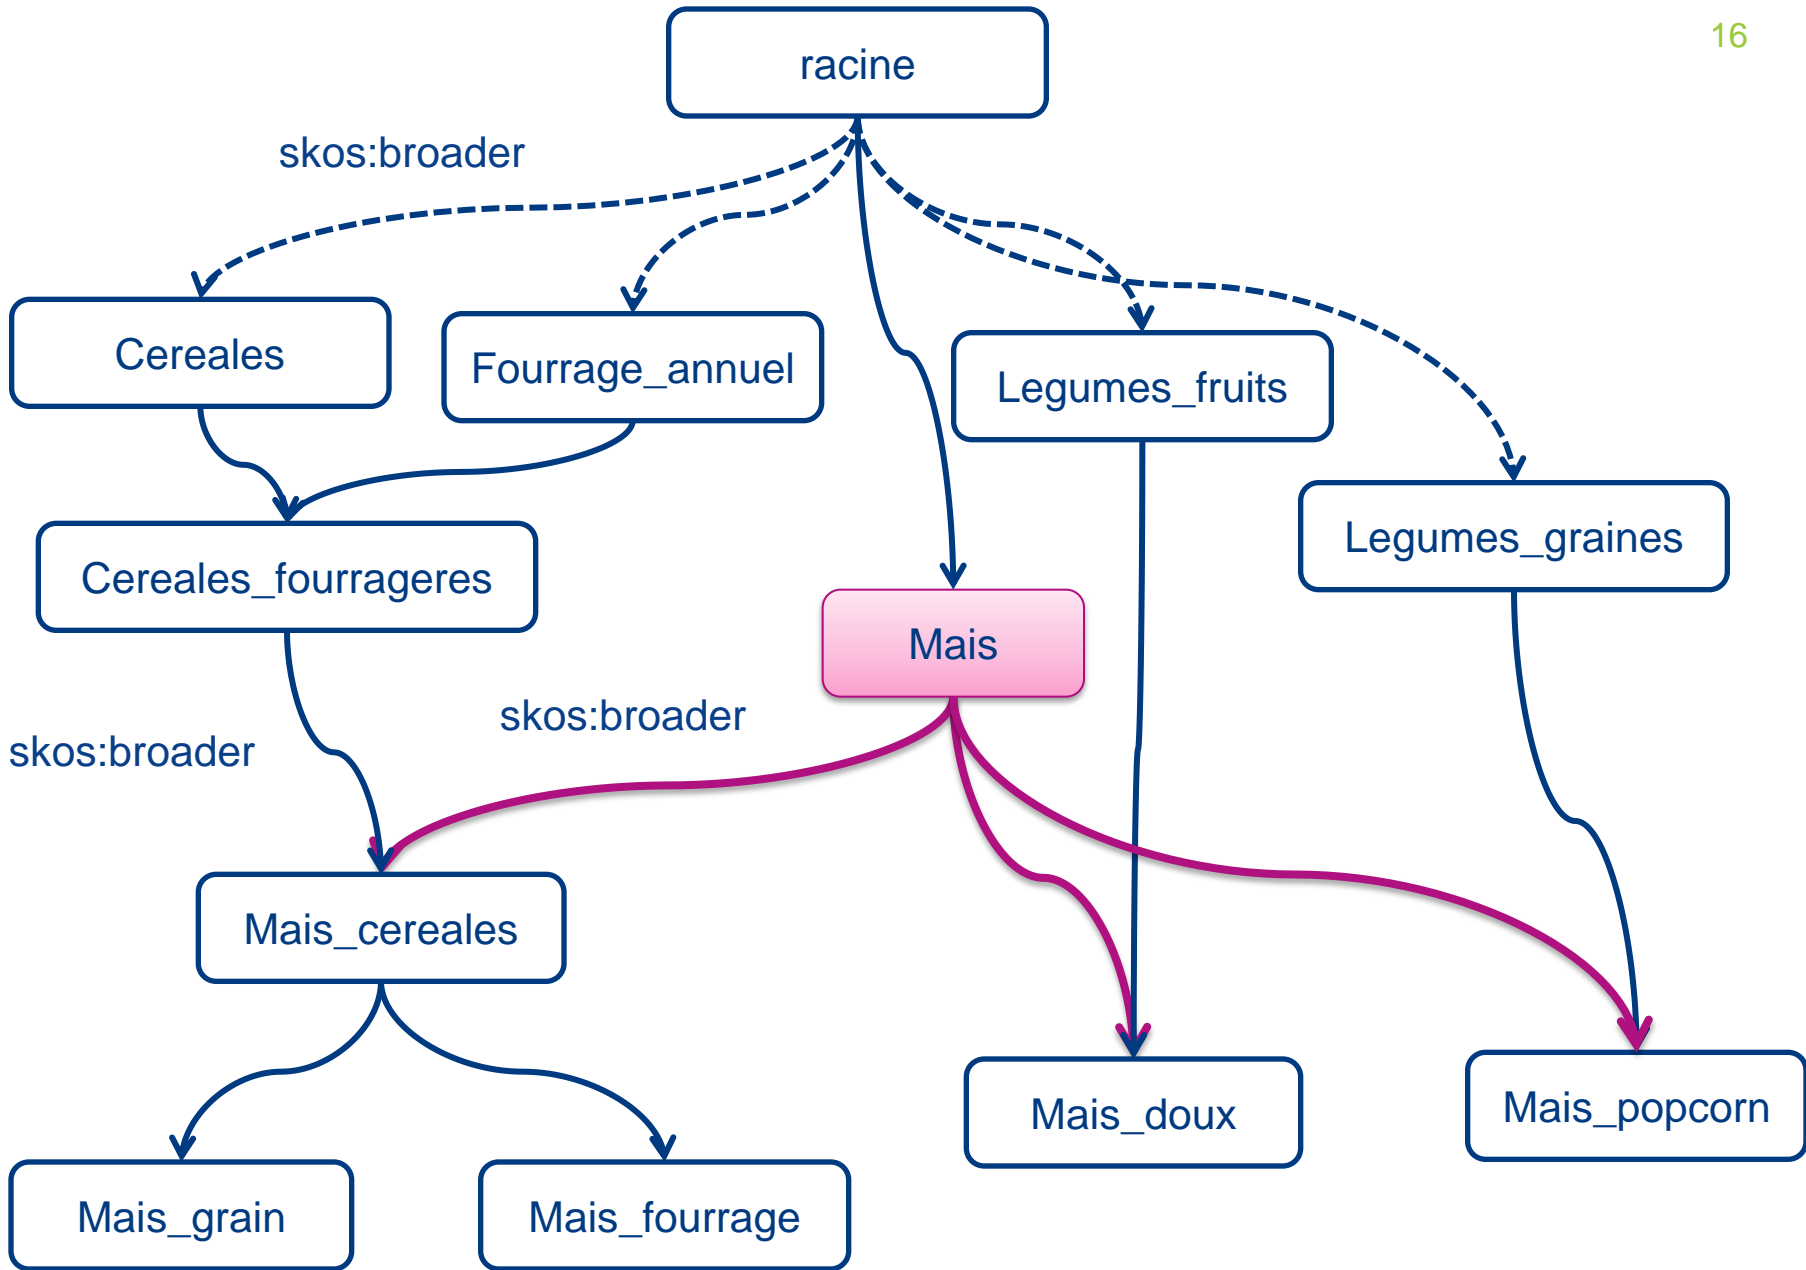 16
racine
skos:broader
Cereales
Fourrage_annuel
Legumes_fruits
Legumes_graines
Cereales_fourrageres
Mais
skos:broader
skos:broader
Mais_cereales
Mais_doux
Mais_popcorn
Mais_grain
Mais_fourrage